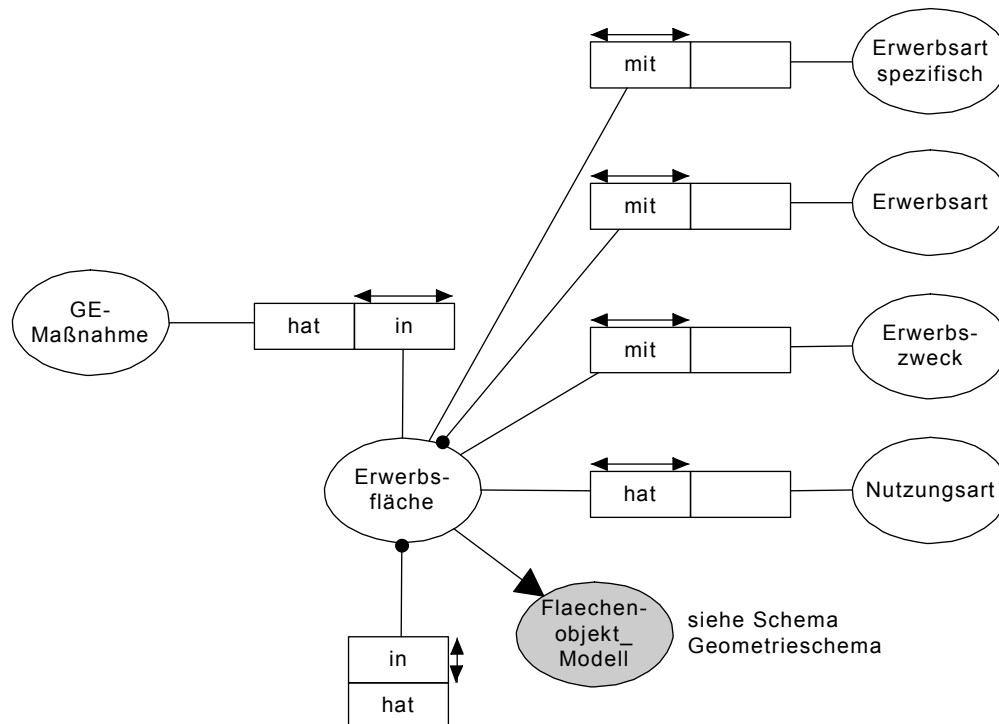 Erwerbsart
spezifisch
mit
mit
Erwerbsart
GE-
Maßnahme
hat in
mit
Erwerbs-
zweck
Erwerbs-
fläche
hat
Nutzungsart
Flaechen-
objekt_
Modell
siehe Schema
Geometrieschema
in
hat